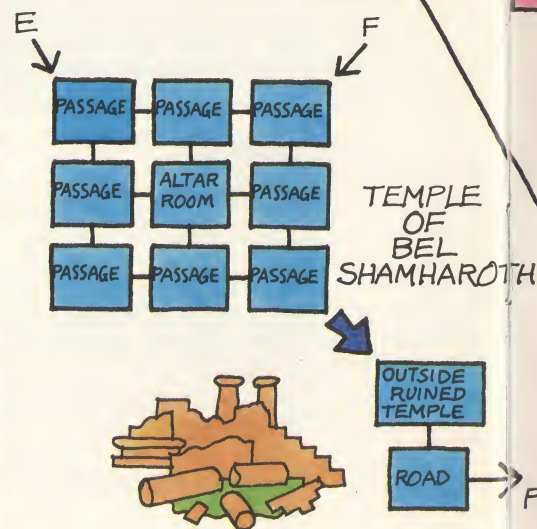 E
F
PASSAGE PASSAGE PASSAGE
PASSAGE ALTAR ROOM PASSAGE
PASSAGE PASSAGE PASSAGE
TEMPLE
OF
BEL
SHAMHAROTH
OUTSIDE
RUINED
TEMPLE
ROAD
F